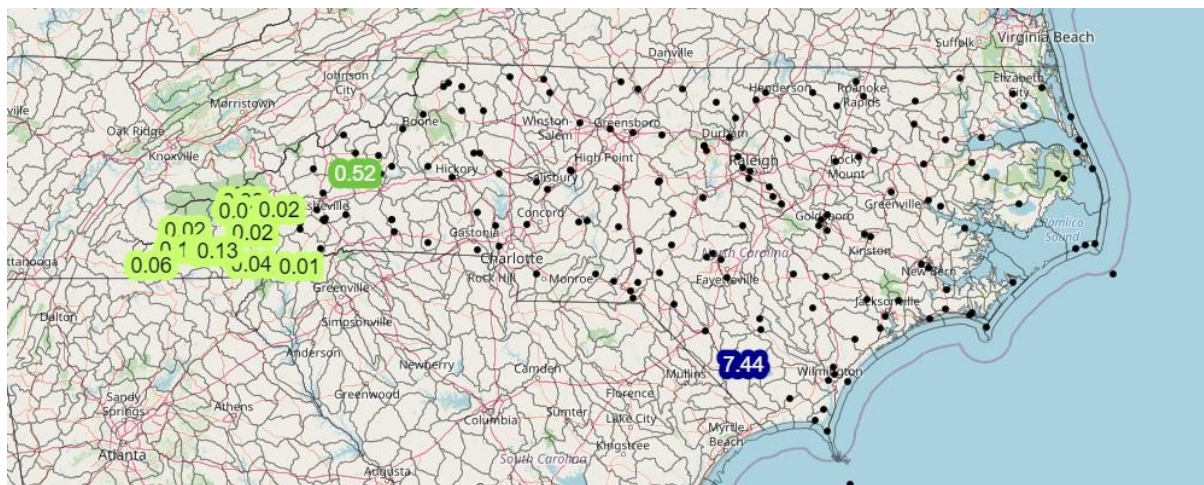 Virginia Beach
Suffolk
Danville
Johnson
City
Morristown
Henderson
Roanoke
Rapids
Elizabeth
City
Oak Ridge
Boone
Winston-
Salem
Greensboro
Durham
Knoxville
High Point
Raleigh
Rocky
Mount
0.52
Hickory
Salisbury
0.02
Greenville
0.02
0.02
Concord
Goldsboro
Pamlico
Sound
0.13
Gastonia
Kinston
0.06
0.04
0.01
Charlotte
North Carolina
New Bern
Rock Hill
Monroe
Fayetteville
Greenville
Jacksonville
Dalton
Simpsonville
Anderson
Newberry
Camden
Mullins
7.44
Wilmington
Sandy
Springs
Athens
Greenwood
Florence
Columbia
Sumter
Lake City
Myrtle
Beach
Atlanta
Kingstree
South Carolina
Augusta